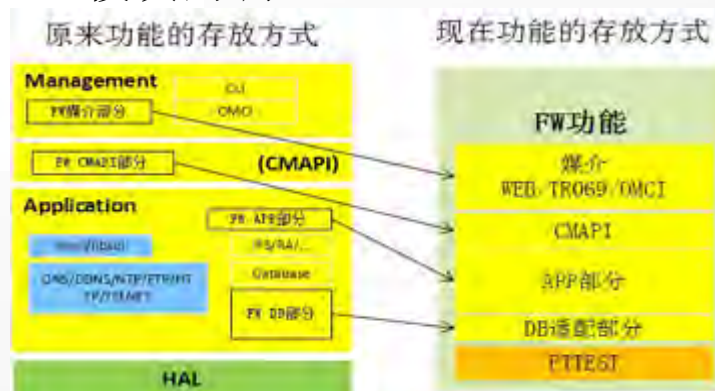 原来功能的存放方式
现在功能的存放方式
Management
CLI
FW媒介部分
OMCI
FW CMAPI部分
(CMAPI)
Application
FW APP部分
Database
FW DB部分
HAL
FW功能
媒介
WEB/TR069/OMCI
CMAPI
APP部分
DB适配部分
FTTEST